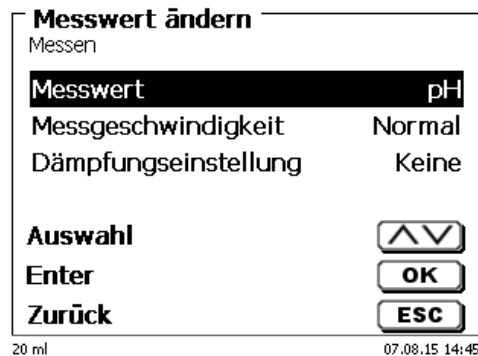 Messwert ändern
Messen
Messwert pH
Messgeschwindigkeit Normal
Dämpfungseinstellung Keine
Auswahl
Enter OK
Zurück ESC
20 ml 07.08.15 14:45